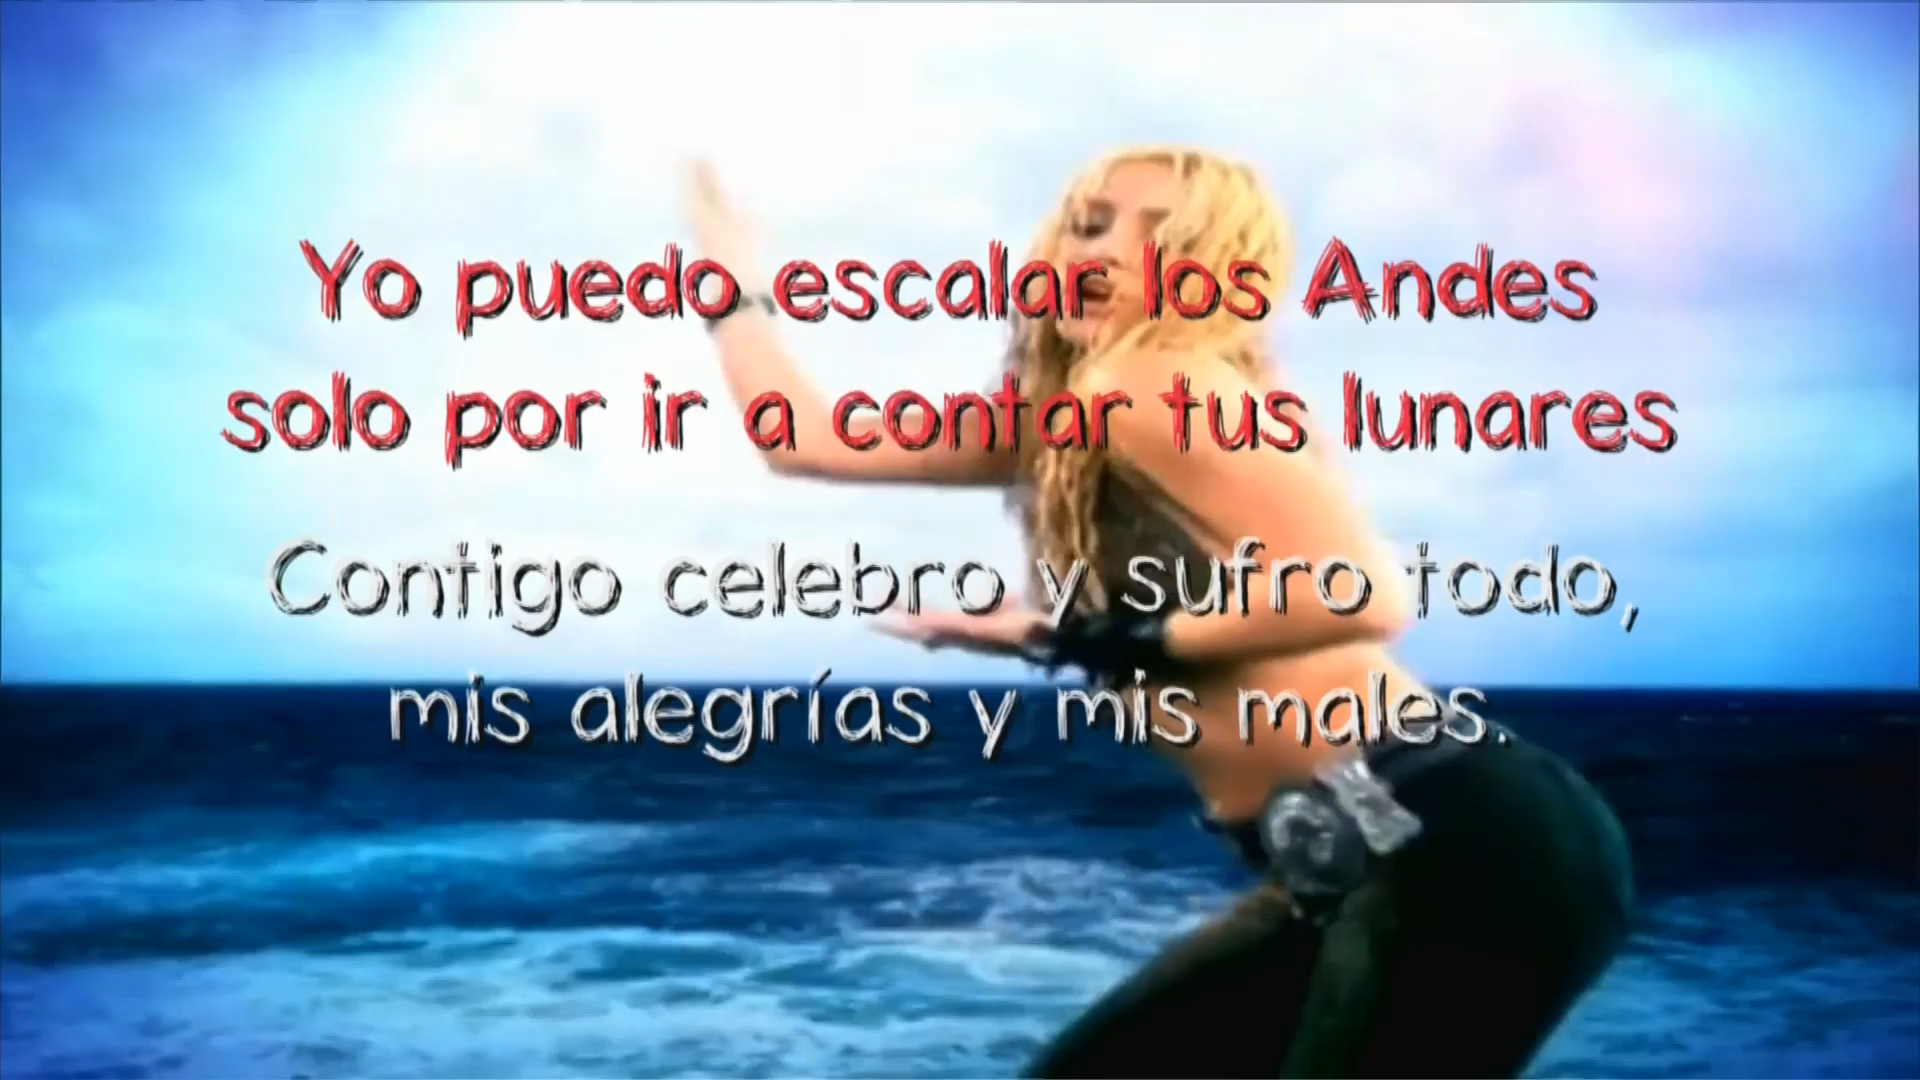 Yo puedo escalar los Andes
solo por ir a contar tus lunares
Contigo celebro y sufro todo,
mis alegrías y mis males.